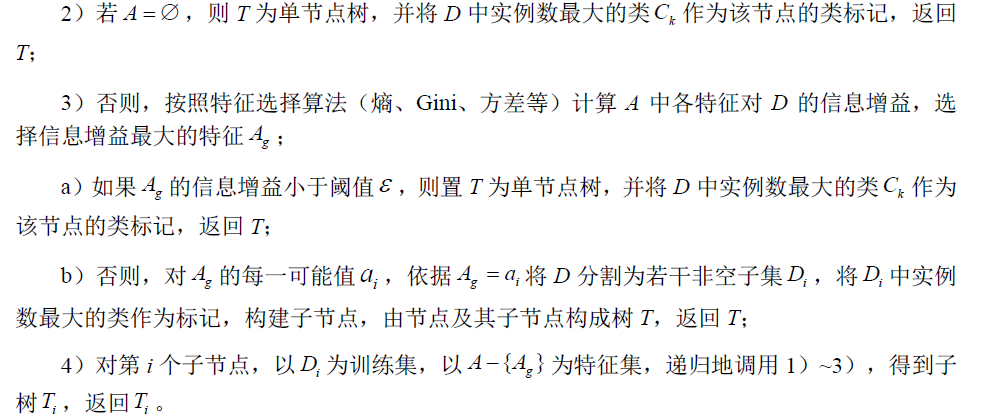 2）若 A=∅，则 T 为单节点树，并将 D 中实例数最大的类 Cₖ 作为该节点的类标记，返回
T；
3）否则，按照特征选择算法（熵、Gini、方差等）计算 A 中各特征对 D 的信息增益，选
择信息增益最大的特征 A_g；
a）如果 A_g 的信息增益小于阈值 ε，则置 T 为单节点树，并将 D 中实例数最大的类 Cₖ 作为
该节点的类标记，返回 T；
b）否则，对 A_g 的每一可能值 aᵢ，依据 A_g = aᵢ 将 D 分割为若干非空子集 Dᵢ，将 Dᵢ 中实例
数最大的类作为标记，构建子节点，由节点及其子节点构成树 T，返回 T；
4）对第 i 个子节点，以 Dᵢ 为训练集，以 A−{A_g} 为特征集，递归地调用 1）~3），得到子
树 Tᵢ，返回 Tᵢ。